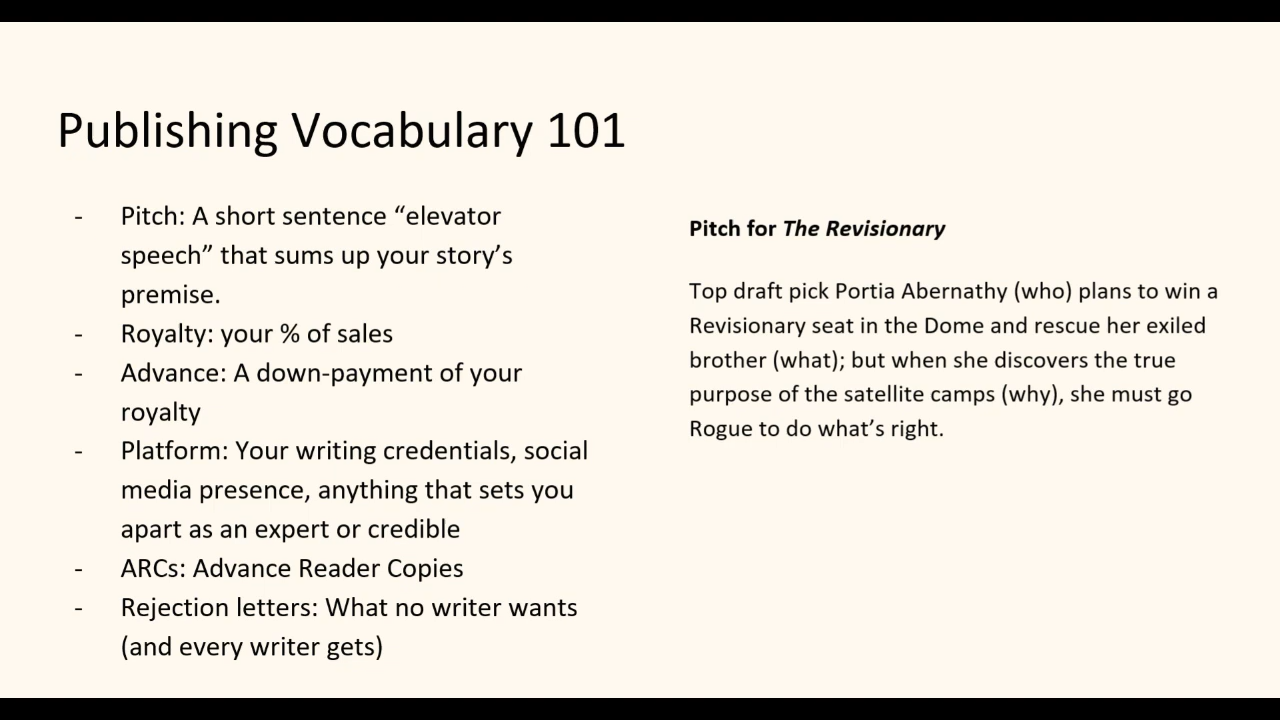 Publishing Vocabulary 101
- Pitch: A short sentence “elevator
speech” that sums up your story’s
premise.
- Royalty: your % of sales
- Advance: A down-payment of your
royalty
- Platform: Your writing credentials, social
media presence, anything that sets you
apart as an expert or credible
- ARCs: Advance Reader Copies
- Rejection letters: What no writer wants
(and every writer gets)
Pitch for The Revisionary
Top draft pick Portia Abernathy (who) plans to win a
Revisionary seat in the Dome and rescue her exiled
brother (what); but when she discovers the true
purpose of the satellite camps (why), she must go
Rogue to do what’s right.